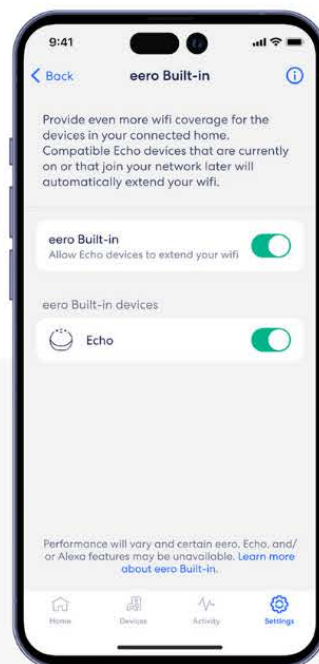 9:41
Back
eero Built-in
Provide even more wifi coverage for the
devices in your connected home.
Compatible Echo devices that are currently
on or that join your network later will
automatically extend your wifi.
eero Built-in
Allow Echo devices to extend your wifi
eero Built-in devices
Echo
Performance will vary and certain eero, Echo, and/
or Alexa features may be unavailable. Learn more
about eero Built-in.
Home
Devices
Activity
Settings